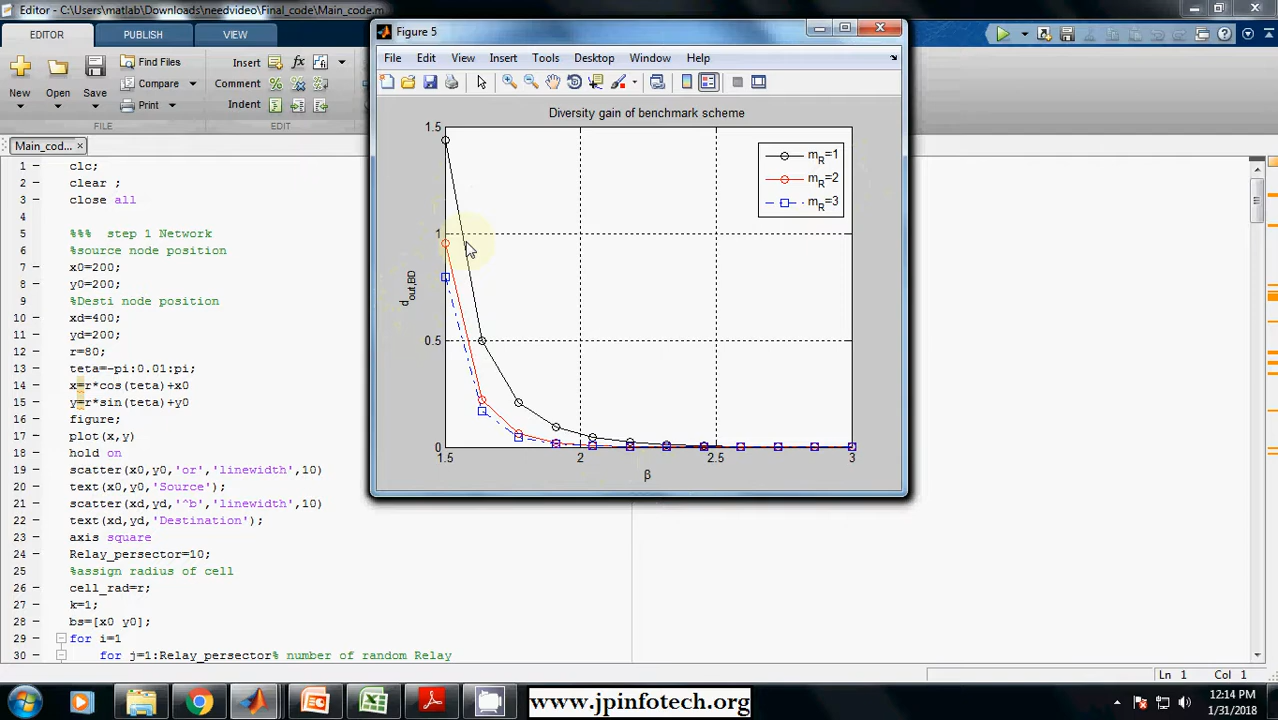 Editor - C:\Users\matlab\Downloads\needvideo\Final_code\Main_code.m
EDITOR PUBLISH VIEW
New Open Save Find Files Compare Print
Insert fx
Comment
Indent
FILE EDIT
Main_cod... ×
1 - clc;
2 - clear ;
3 - close all
4
5 %%% step 1 Network
6 %source node position
7 - x0=200;
8 - y0=200;
9 %Desti node position
10 - xd=400;
11 - yd=200;
12 - r=80;
13 - teta=-pi:0.01:pi;
14 - x=r*cos(teta)+x0
15 - y=r*sin(teta)+y0
16 - figure;
17 - plot(x,y)
18 - hold on
19 - scatter(x0,y0,'or','linewidth',10)
20 - text(x0,y0,'Source');
21 - scatter(xd,yd,'^b','linewidth',10)
22 - text(xd,yd,'Destination');
23 - axis square
24 - Relay_persector=10;
25 %assign radius of cell
26 - cell_rad=r;
27 - k=1;
28 - bs=[x0 y0];
29 - for i=1
30 - for j=1:Relay_persector% number of random Relay
Figure 5
File Edit View Insert Tools Desktop Window Help
Diversity gain of benchmark scheme
1.5
1
0.5
0
d_out,BD
m_R=1
m_R=2
m_R=3
1.5 2 2.5 3
β
Ln 1 Col 1
www.jpinfotech.org
12:14 PM
1/31/2018